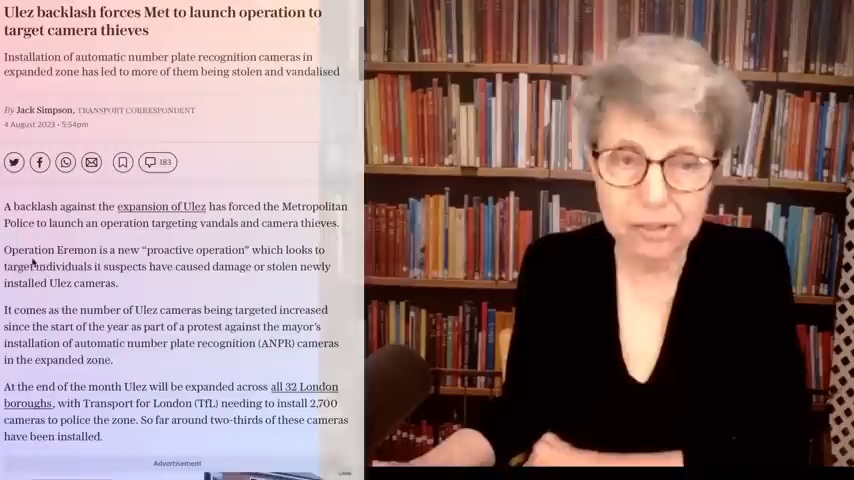 Ulez backlash forces Met to launch operation to
target camera thieves
Installation of automatic number plate recognition cameras in
expanded zone has led to more of them being stolen and vandalised
By Jack Simpson, TRANSPORT CORRESPONDENT
4 August 2023 • 5:54pm
183
A backlash against the expansion of Ulez has forced the Metropolitan
Police to launch an operation targeting vandals and camera thieves.
Operation Eremon is a new “proactive operation” which looks to
target individuals it suspects have caused damage or stolen newly
installed Ulez cameras.
It comes as the number of Ulez cameras being targeted increased
since the start of the year as part of a protest against the mayor’s
installation of automatic number plate recognition (ANPR) cameras
in the expanded zone.
At the end of the month Ulez will be expanded across all 32 London
boroughs, with Transport for London (TfL) needing to install 2,700
cameras to police the zone. So far around two-thirds of these cameras
have been installed.
Advertisement